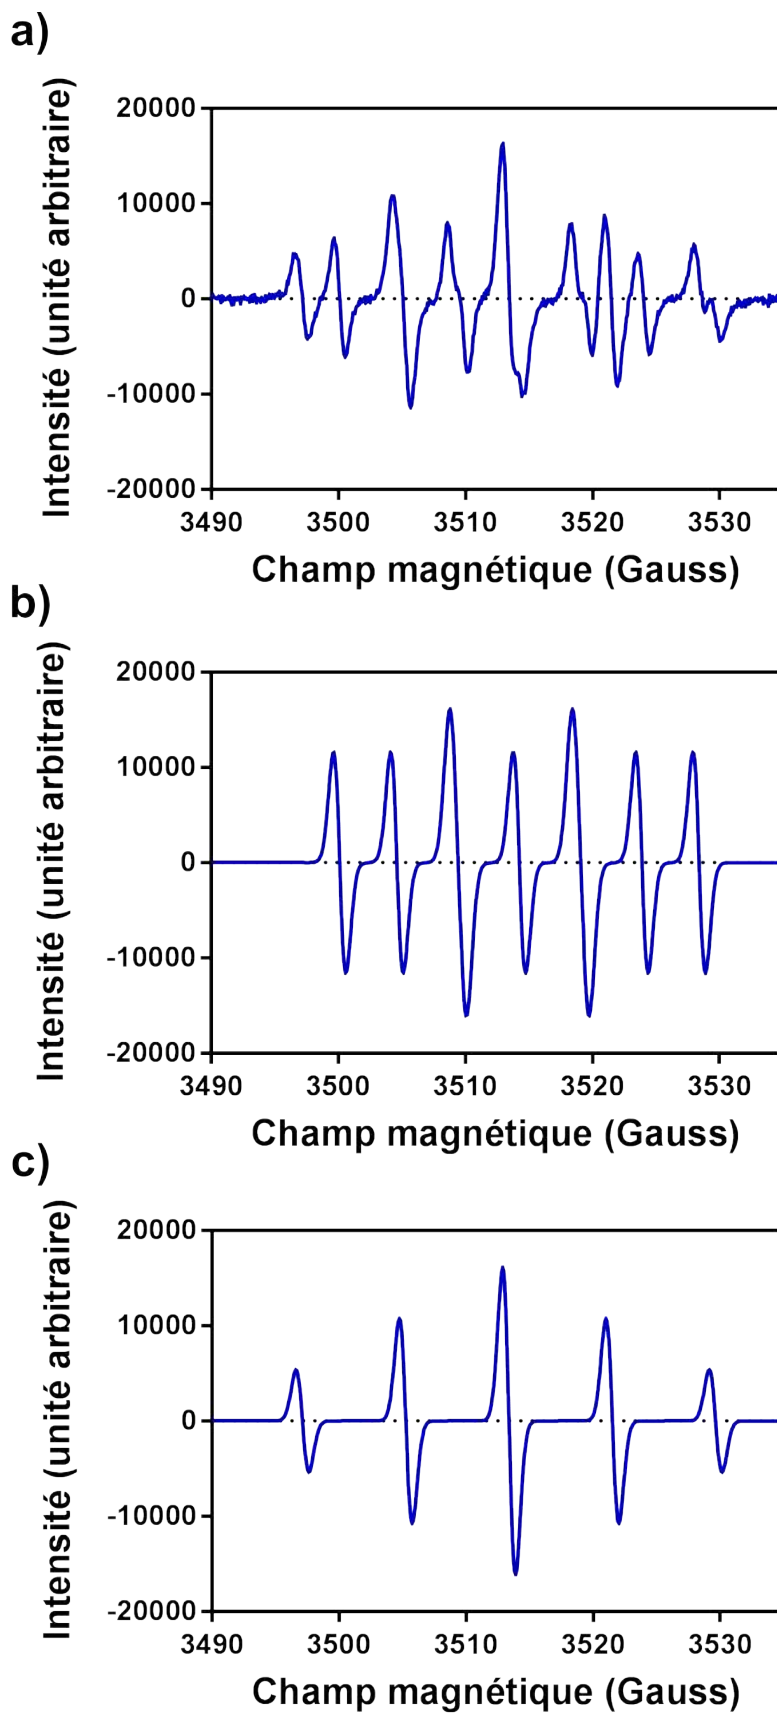 a)
Intensité (unité arbitraire)
20000
10000
0
-10000
-20000
3490 3500 3510 3520 3530
Champ magnétique (Gauss)
b)
Intensité (unité arbitraire)
20000
10000
0
-10000
-20000
3490 3500 3510 3520 3530
Champ magnétique (Gauss)
c)
Intensité (unité arbitraire)
20000
10000
0
-10000
-20000
3490 3500 3510 3520 3530
Champ magnétique (Gauss)